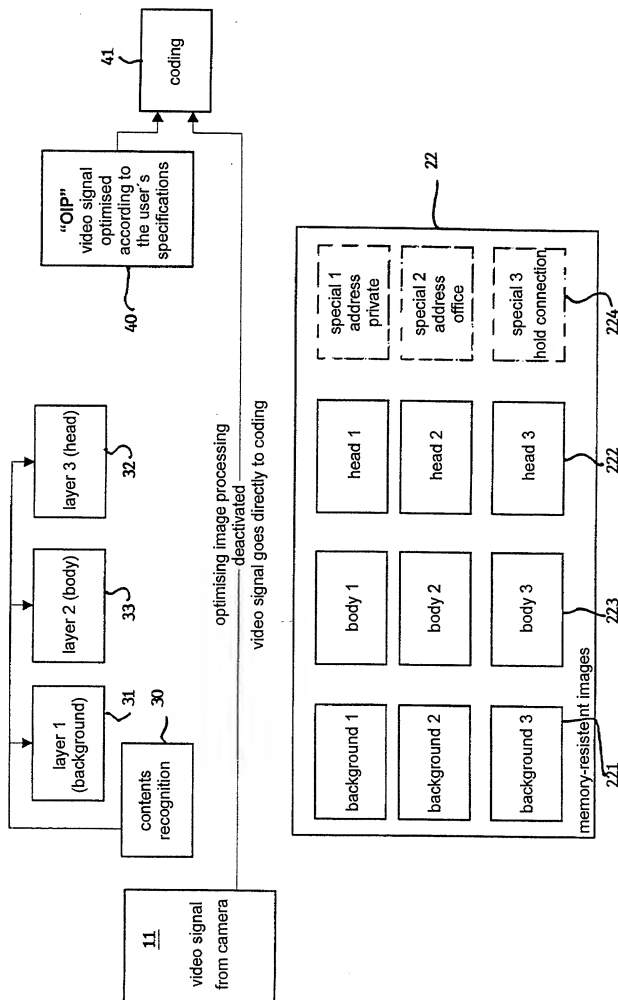 11
video signal
from camera
contents
recognition
30
layer 1
(background)
31
layer 2 (body)
33
layer 3 (head)
32
"OIP"
video signal
optimised
according to
the user´s
specifications
40
coding
41
optimising image processing
deactivated
video signal goes directly to coding
22
background 1
body 1
head 1
special 1
address
private
background 2
body 2
head 2
special 2
address
office
background 3
body 3
head 3
special 3
hold connection
memory-resisteint images
221
223
222
224